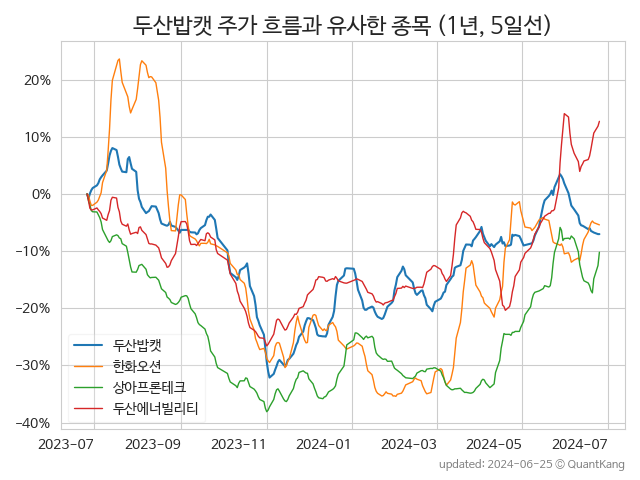 두산밥캣 주가 흐름과 유사한 종목 (1년, 5일선)
20%
10%
0%
−10%
−20%
−30%
−40%
두산밥캣
한화오션
상아프론테크
두산에너빌리티
2023-07
2023-09
2023-11
2024-01
2024-03
2024-05
2024-07
updated: 2024-06-25 ⓒ QuantKang